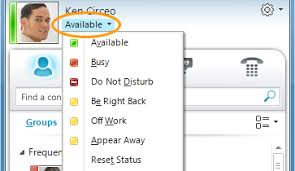 Ken Circeo
Available
Available
Busy
Do Not Disturb
Be Right Back
Off Work
Appear Away
Reset Status
Find a con
Groups
Frequen